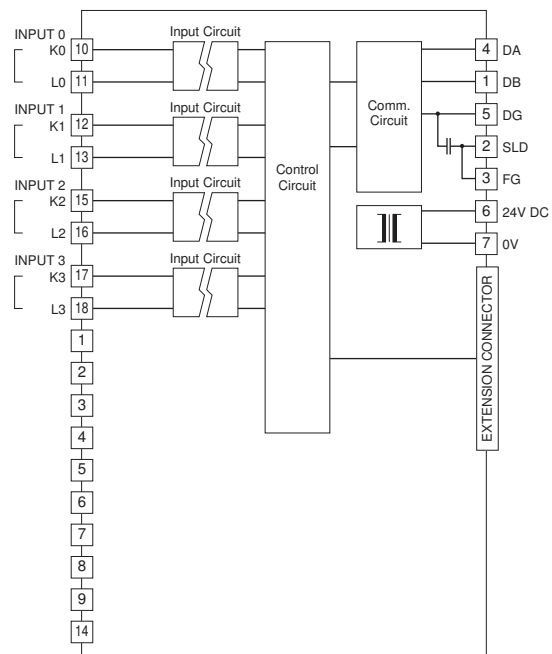 INPUT 0
K0 10 Input Circuit
L0 11
INPUT 1
K1 12 Input Circuit
L1 13
INPUT 2
K2 15 Input Circuit
L2 16
INPUT 3
K3 17 Input Circuit
L3 18
1
2
3
4
5
6
7
8
9
14
Control
Circuit
Comm.
Circuit
4 DA
1 DB
5 DG
2 SLD
3 FG
6 24V DC
7 0V
EXTENSION CONNECTOR